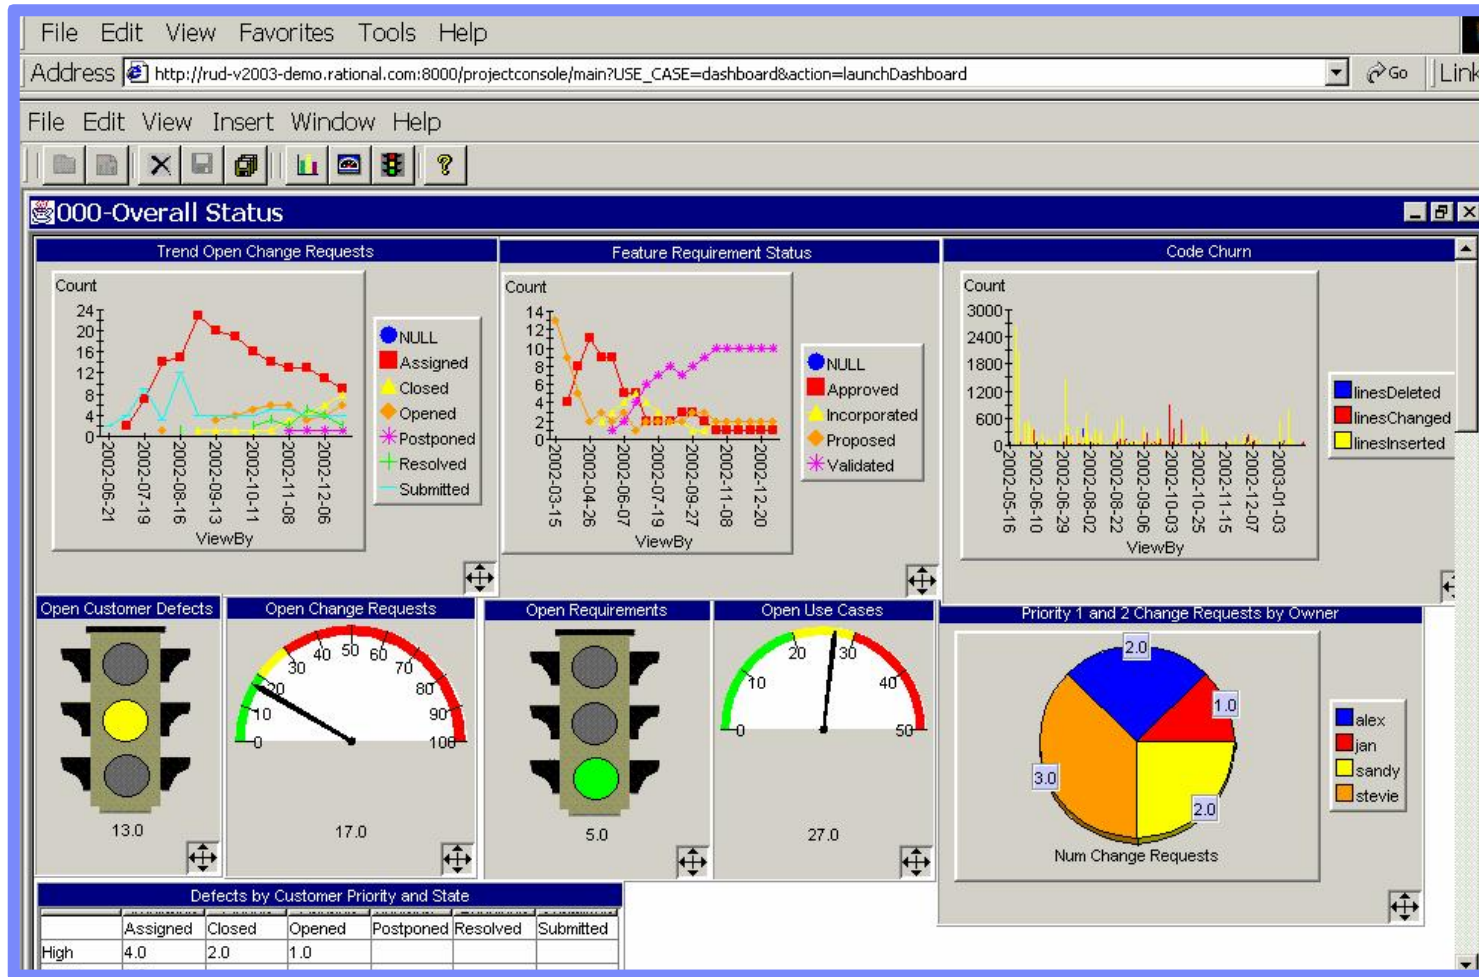 File Edit View Favorites Tools Help
Address http://rud-v2003-demo.rational.com:8000/projectconsole/main?USE_CASE=dashboard&action=launchDashboard Go Link
File Edit View Insert Window Help
000-Overall Status
Trend Open Change Requests
Count
24
20
16
12
8
4
0
2002-06-21
2002-07-19
2002-08-16
2002-09-13
2002-10-11
2002-11-08
2002-12-06
ViewBy
NULL
Assigned
Closed
Opened
Postponed
Resolved
Submitted
Feature Requirement Status
Count
14
12
10
8
6
4
2
0
2002-03-15
2002-04-26
2002-06-07
2002-07-19
2002-09-27
2002-11-08
2002-12-20
ViewBy
NULL
Approved
Incorporated
Proposed
Validated
Code Churn
Count
3000
2400
1800
1200
600
0
2002-05-16
2002-06-10
2002-06-29
2002-08-02
2002-08-22
2002-09-16
2002-10-03
2002-10-25
2002-11-15
2002-12-07
2003-01-03
ViewBy
linesDeleted
linesChanged
linesInserted
Open Customer Defects
13.0
Open Change Requests
0
10
20
30
40
50
60
70
80
90
100
17.0
Open Requirements
5.0
Open Use Cases
0
10
20
30
40
50
27.0
Priority 1 and 2 Change Requests by Owner
2.0
1.0
3.0
2.0
Num Change Requests
alex
jan
sandy
stevie
Defects by Customer Priority and State
Assigned Closed Opened Postponed Resolved Submitted
High 4.0 2.0 1.0